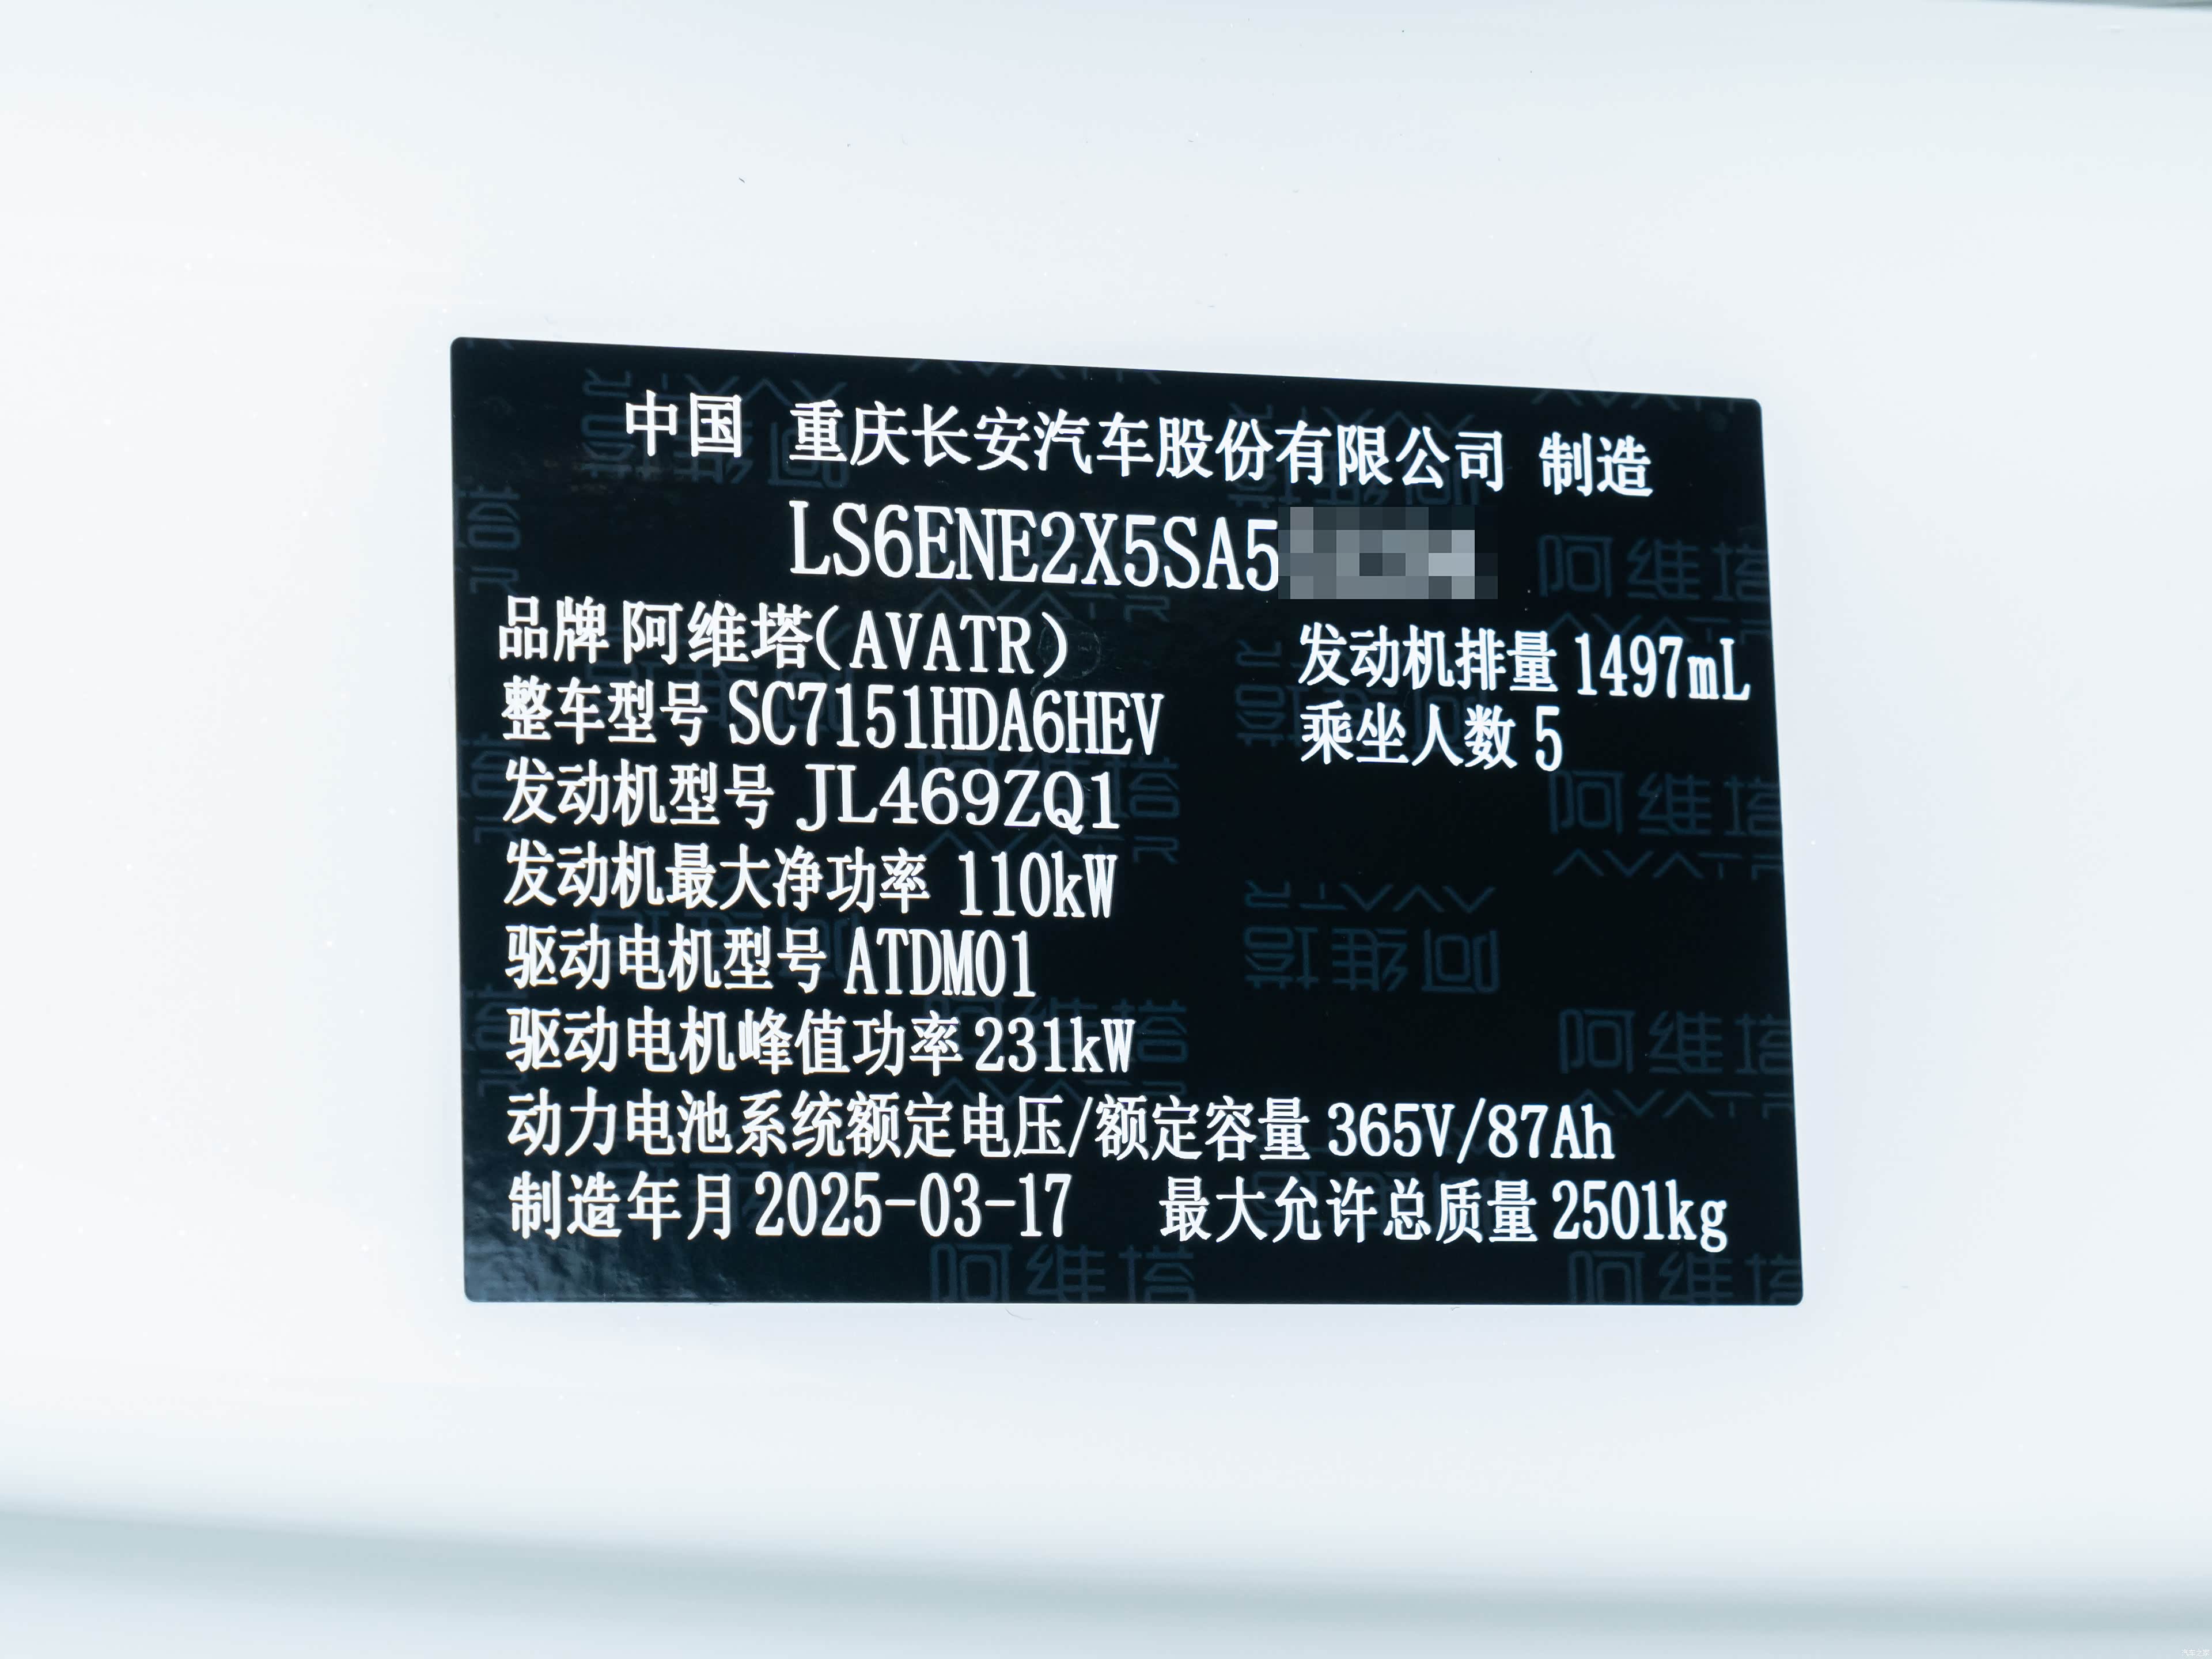 中国 重庆长安汽车股份有限公司 制造
LS6ENE2X5SA5
品牌 阿维塔(AVATR) 发动机排量 1497mL
整车型号 SC7151HDA6HEV 乘坐人数 5
发动机型号 JL469ZQ1
发动机最大净功率 110kW
驱动电机型号 ATDM01
驱动电机峰值功率 231kW
动力电池系统额定电压/额定容量 365V/87Ah
制造年月 2025-03-17 最大允许总质量 2501kg